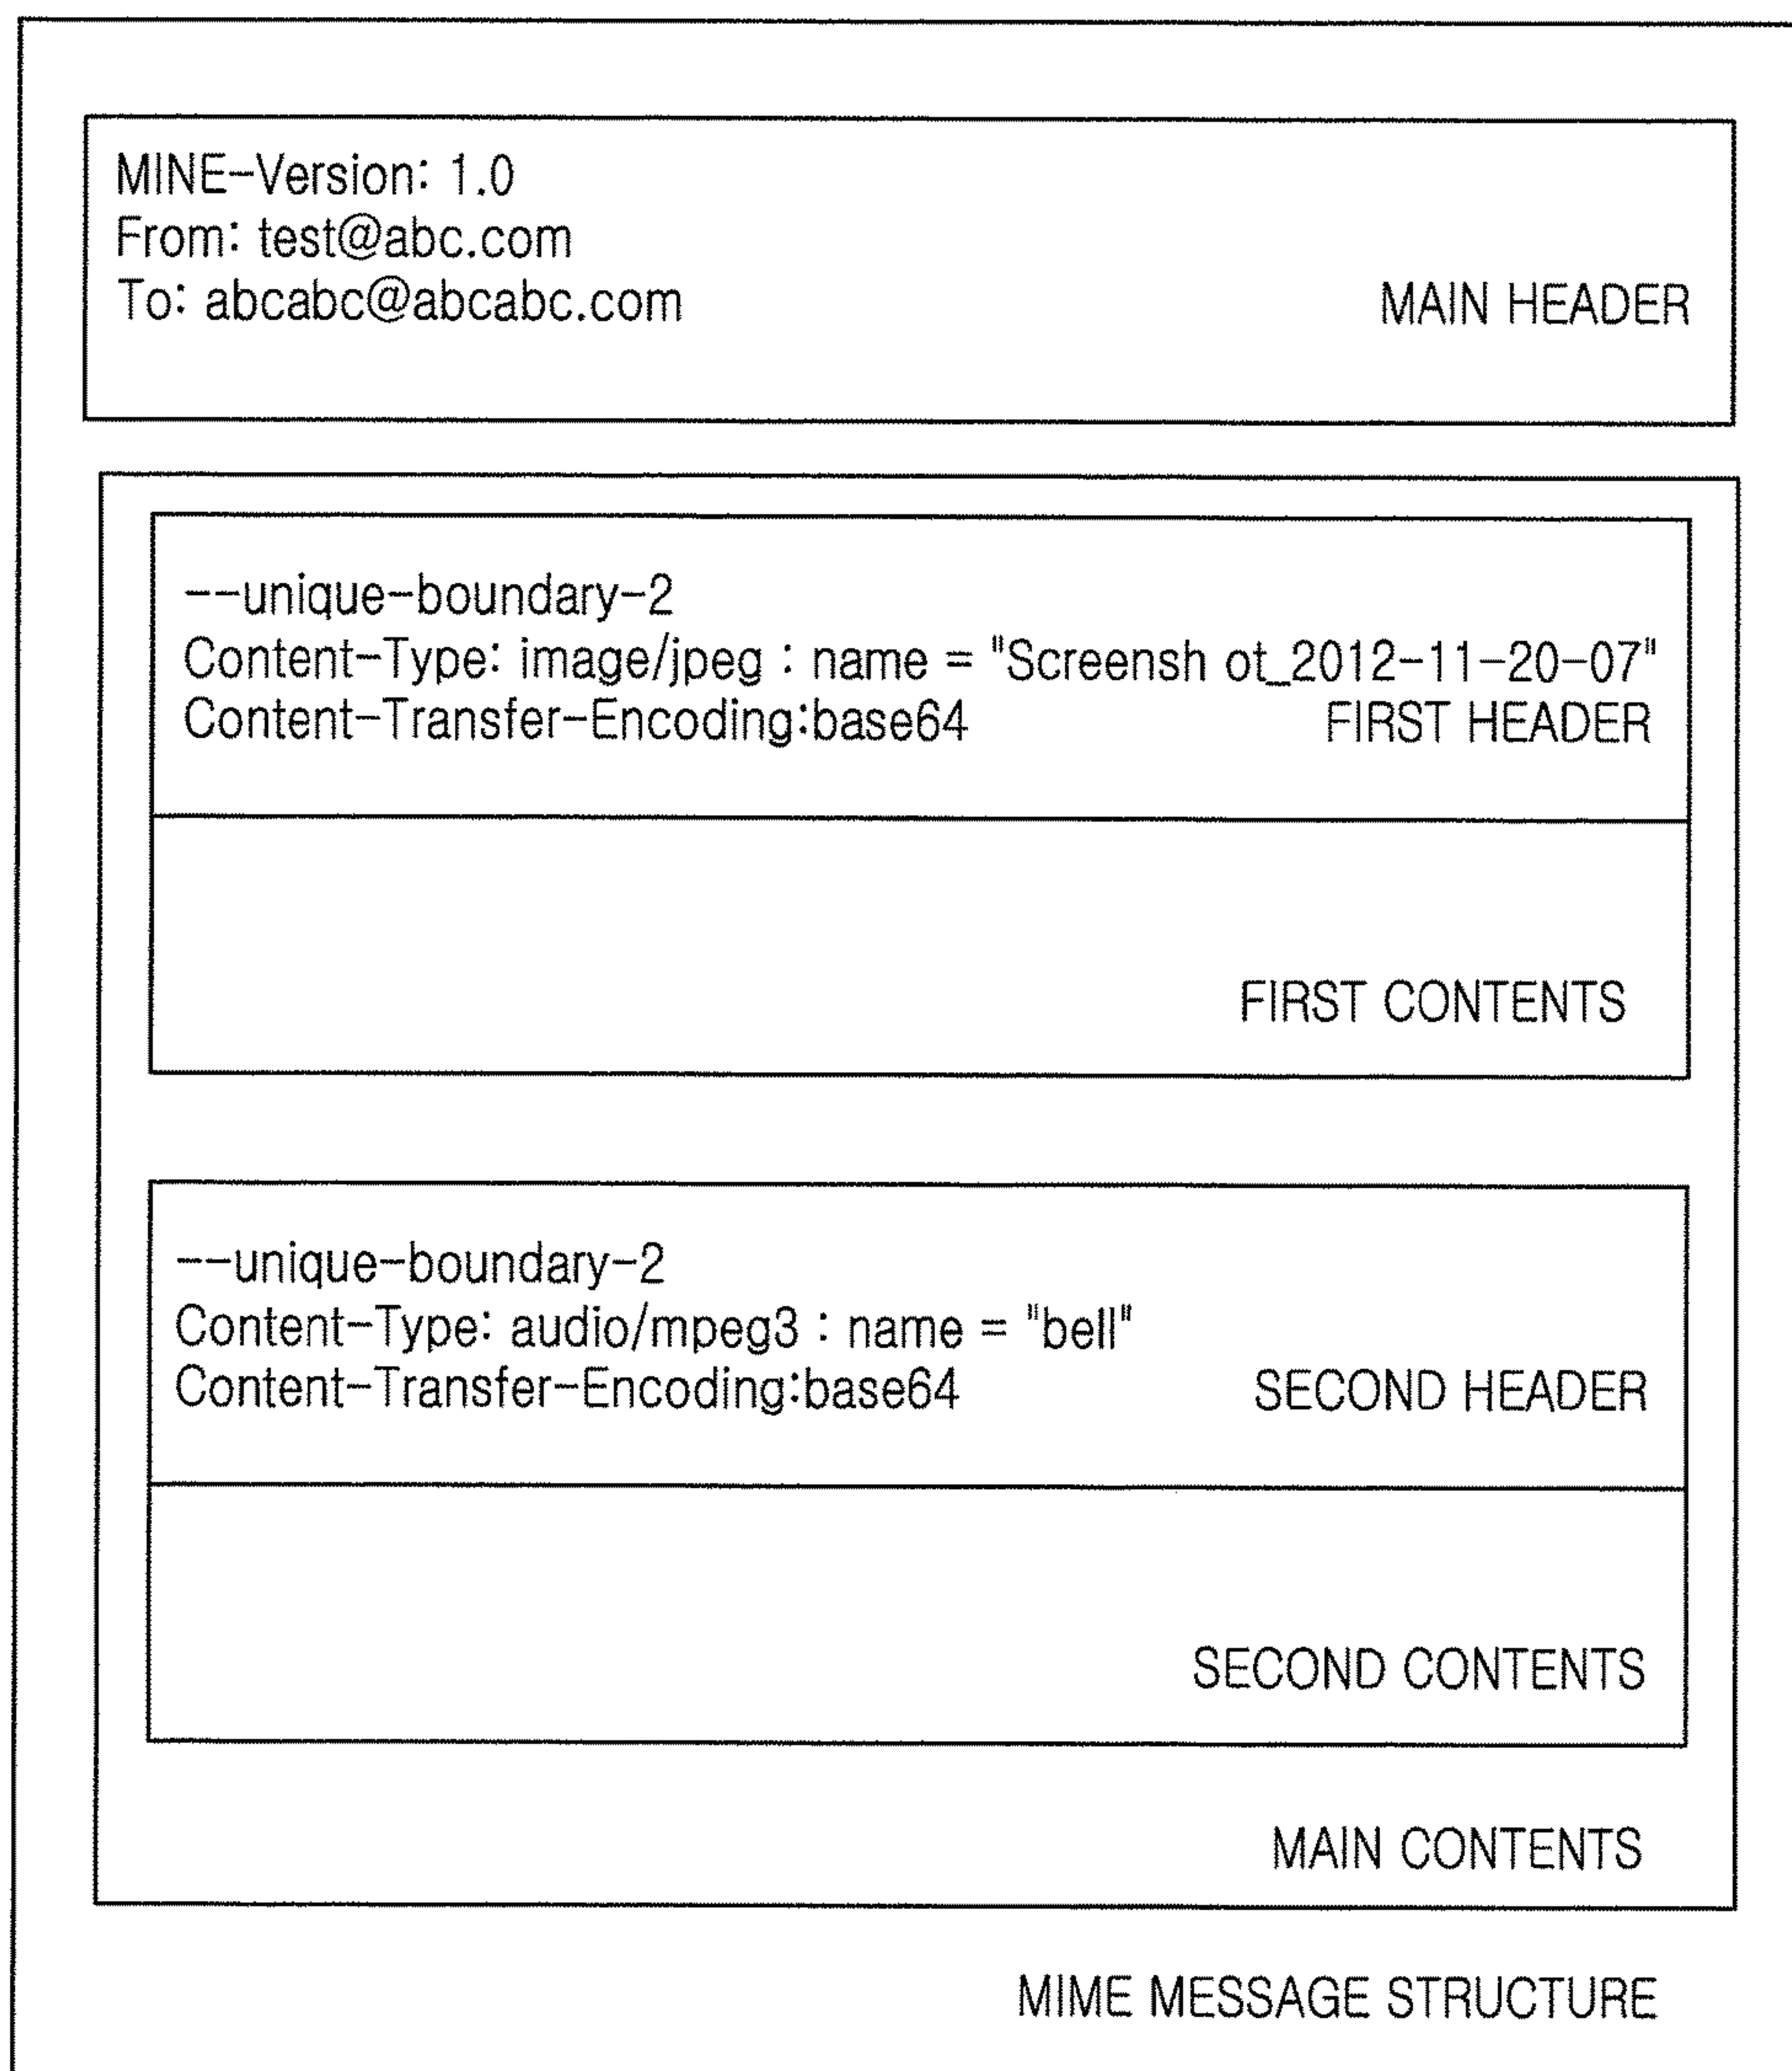 MINE-Version: 1.0
From: test@abc.com
To: abcabc@abcabc.com MAIN HEADER
--unique-boundary-2
Content-Type: image/jpeg : name = "Screensh ot_2012-11-20-07"
Content-Transfer-Encoding:base64 FIRST HEADER
FIRST CONTENTS
--unique-boundary-2
Content-Type: audio/mpeg3 : name = "bell"
Content-Transfer-Encoding:base64 SECOND HEADER
SECOND CONTENTS
MAIN CONTENTS
MIME MESSAGE STRUCTURE